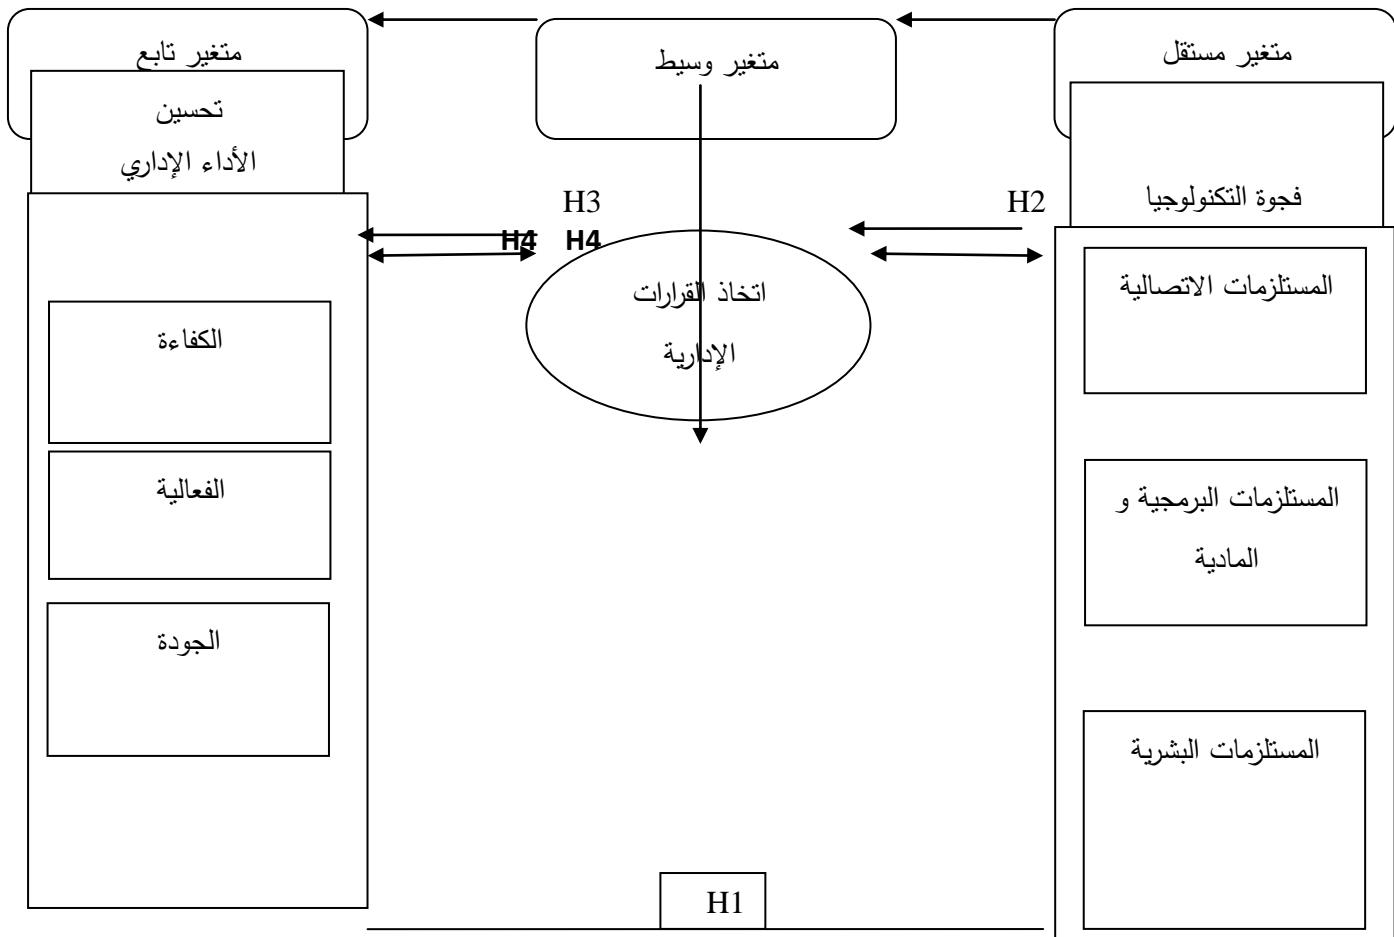 متغير مستقل
متغير وسيط
متغير تابع
فجوة التكنولوجيا
تحسين
الأداء الإداري
H2
H3
H4 H4
المستلزمات الاتصالية
اتخاذ القرارات
الإدارية
الكفاءة
المستلزمات البرمجية و
المادية
الفعالية
الجودة
المستلزمات البشرية
H1